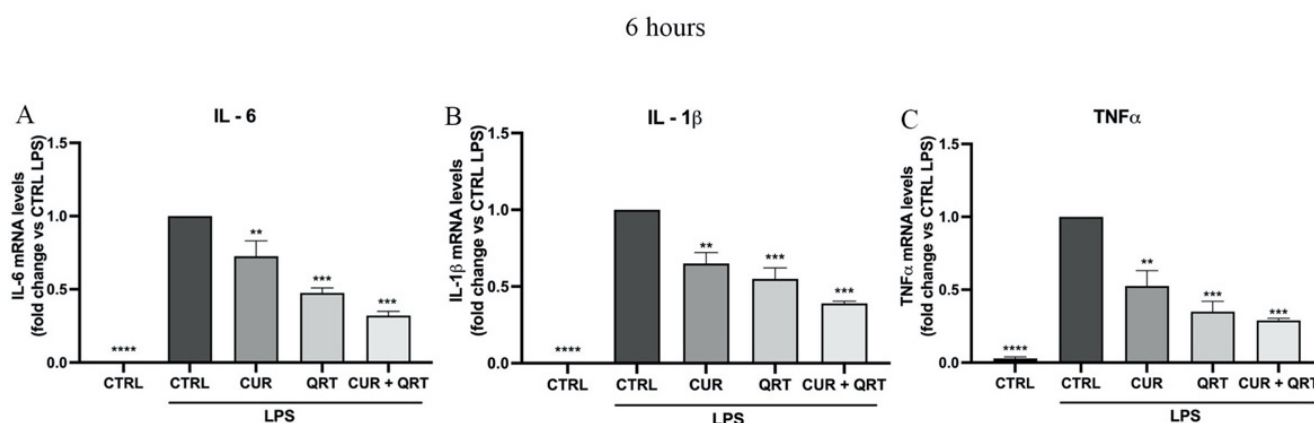 6 hours
A
IL - 6
IL-6 mRNA levels
(fold change vs CTRL LPS)
1.5
1.0
0.5
0.0
**
***
***
****
CTRL CTRL CUR QRT CUR + QRT
LPS
B
IL - 1β
IL-1β mRNA levels
(fold change vs CTRL LPS)
1.5
1.0
0.5
0.0
**
***
***
****
CTRL CTRL CUR QRT CUR + QRT
LPS
C
TNFα
TNFα mRNA levels
(fold change vs CTRL LPS)
1.5
1.0
0.5
0.0
**
***
***
****
CTRL CTRL CUR QRT CUR + QRT
LPS